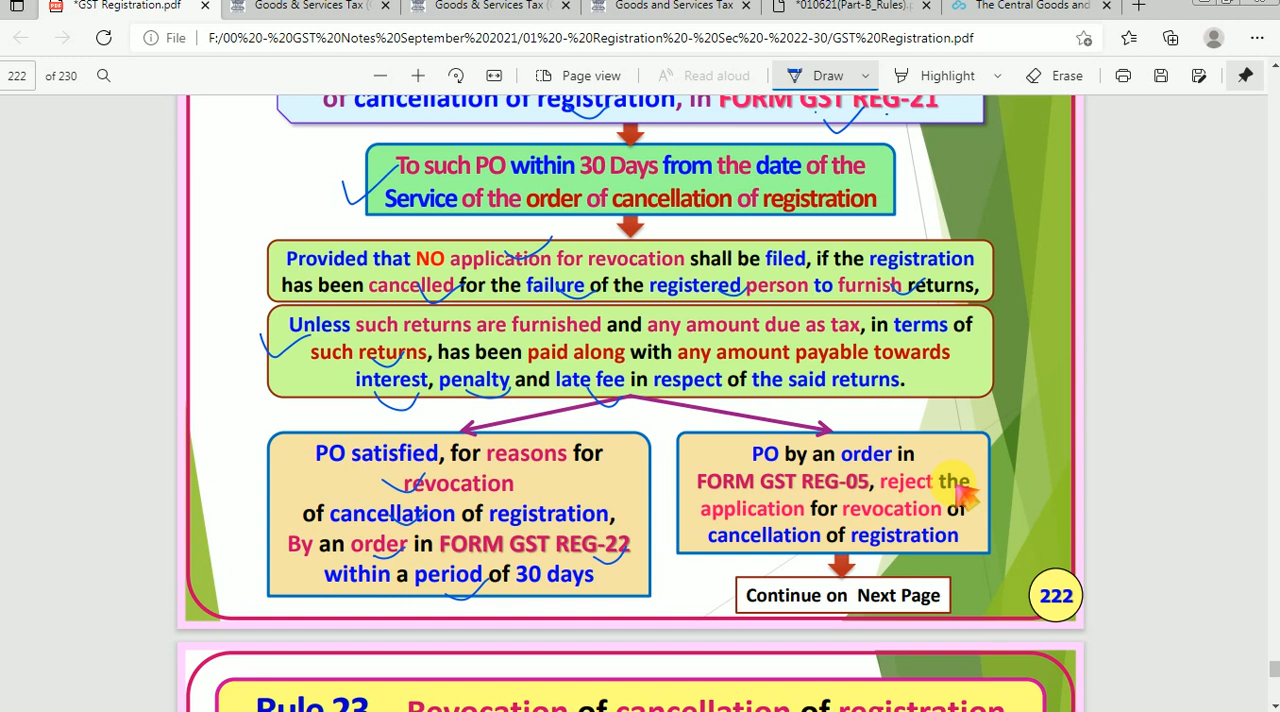 *GST Registration.pdf
Goods & Services Tax (
Goods & Services Tax (
Goods and Services Tax
*010621(Part-B_Rules).p
The Central Goods and
File
F:/00%20-%20GST%20Notes%20September%202021/01%20-%20Registration%20-%20Sec%20-%2022-30/GST%20Registration.pdf
222 of 230
Page view
Read aloud
Draw
Highlight
Erase
of cancellation of registration, in FORM GST REG-21
To such PO within 30 Days from the date of the
Service of the order of cancellation of registration
Provided that NO application for revocation shall be filed, if the registration
has been cancelled for the failure of the registered person to furnish returns,
Unless such returns are furnished and any amount due as tax, in terms of
such returns, has been paid along with any amount payable towards
interest, penalty and late fee in respect of the said returns.
PO satisfied, for reasons for
revocation
of cancellation of registration,
By an order in FORM GST REG-22
within a period of 30 days
PO by an order in
FORM GST REG-05, reject the
application for revocation of
cancellation of registration
Continue on Next Page
222
Rule 23 Revocation of cancellation of registration